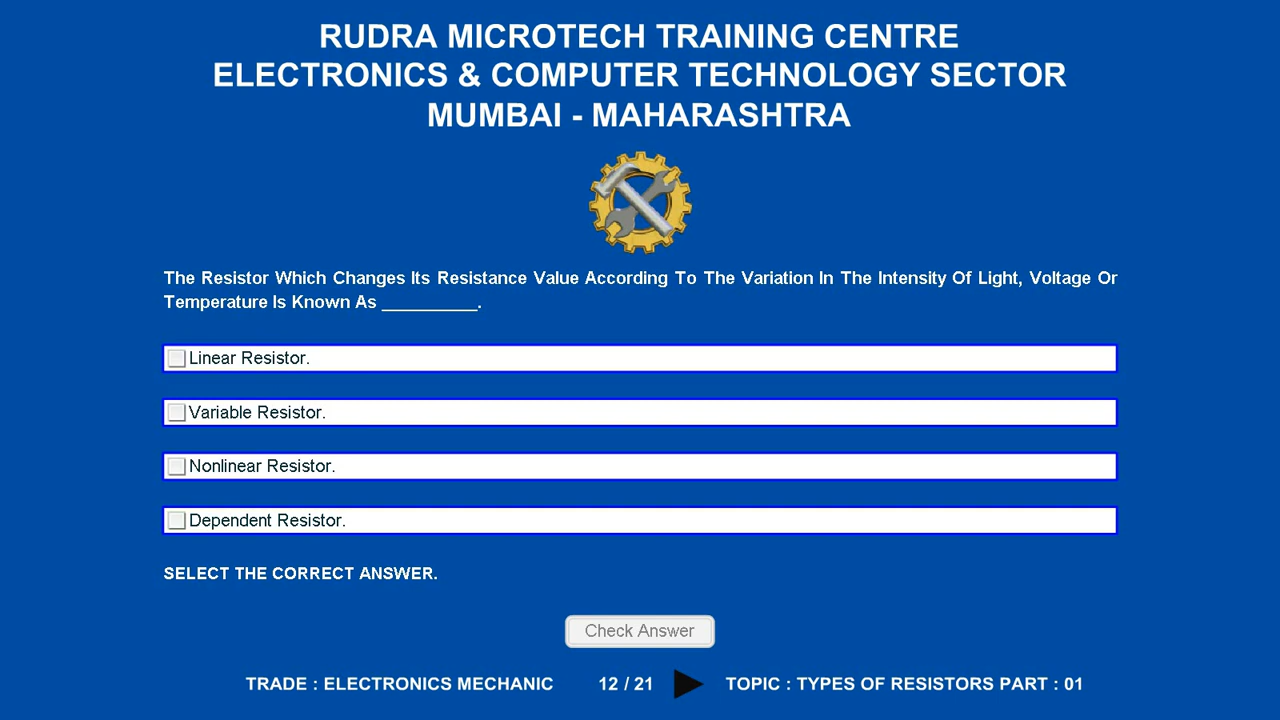 RUDRA MICROTECH TRAINING CENTRE
ELECTRONICS & COMPUTER TECHNOLOGY SECTOR
MUMBAI - MAHARASHTRA
The Resistor Which Changes Its Resistance Value According To The Variation In The Intensity Of Light, Voltage Or
Temperature Is Known As __________.
Linear Resistor.
Variable Resistor.
Nonlinear Resistor.
Dependent Resistor.
SELECT THE CORRECT ANSWER.
Check Answer
TRADE : ELECTRONICS MECHANIC 12 / 21 TOPIC : TYPES OF RESISTORS PART : 01